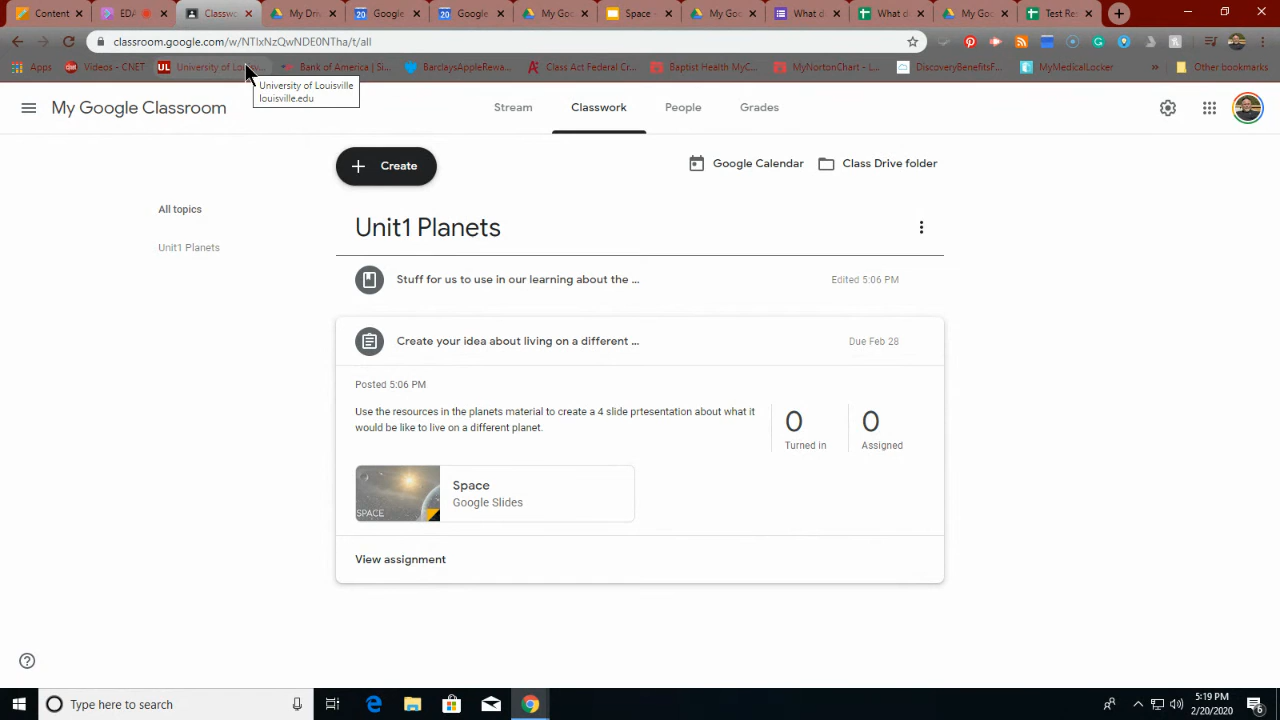 Content
EDA
Classwo
My Dri
Google
Google
My Goo
Space
My Goo
What d
What d
My Goo
Test Re
classroom.google.com/w/NTIxNzQwNDE0NTha/t/all
Apps
Videos - CNET
University of Louisv
Bank of America | Si...
BarclaysAppleRewa...
Class Act Federal Cr...
Baptist Health MyC...
MyNortonChart - L...
DiscoveryBenefitsF...
MyMedicalLocker
»
Other bookmarks
University of Louisville
louisville.edu
My Google Classroom
Stream
Classwork
People
Grades
+ Create
Google Calendar
Class Drive folder
All topics
Unit1 Planets
Unit1 Planets
Stuff for us to use in our learning about the ...
Edited 5:06 PM
Create your idea about living on a different ...
Due Feb 28
Posted 5:06 PM
Use the resources in the planets material to create a 4 slide prtesentation about what it
would be like to live on a different planet.
0
Turned in
0
Assigned
SPACE
Space
Google Slides
View assignment
Type here to search
5:19 PM
2/20/2020
6